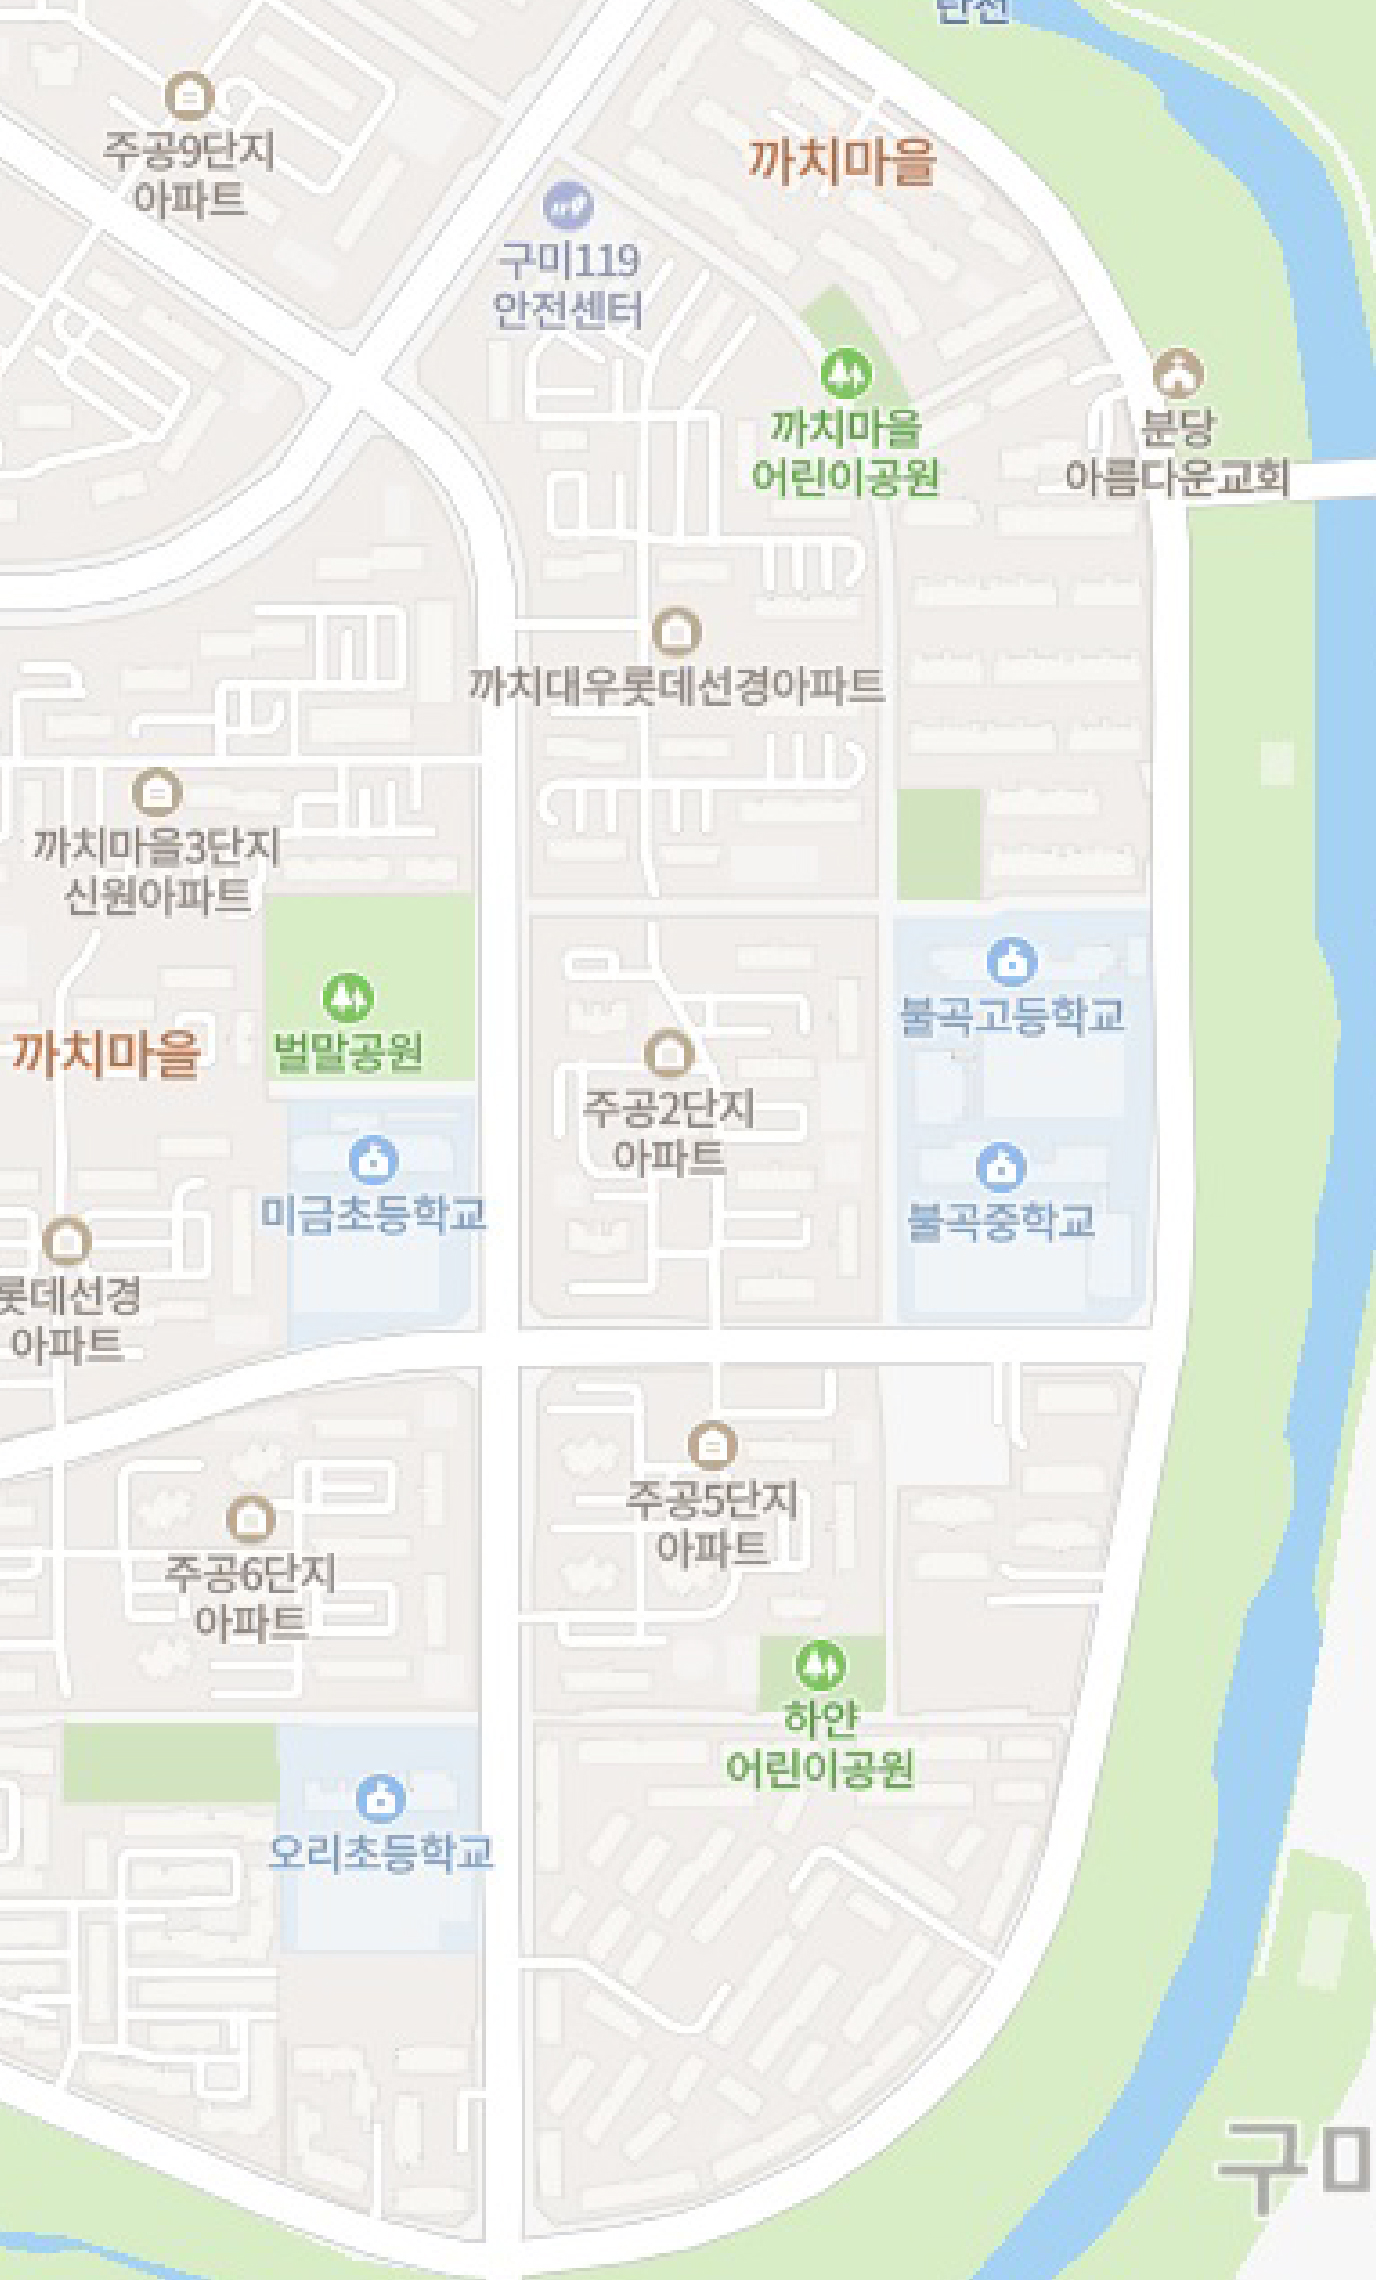 탄천
주공9단지
아파트
까치마을
구미119
안전센터
까치마을
어린이공원
분당
아름다운교회
까치대우롯데선경아파트
까치마을3단지
신원아파트
불곡고등학교
까치마을
벌말공원
주공2단지
아파트
미금초등학교
불곡중학교
롯데선경
아파트
주공5단지
아파트
주공6단지
아파트
하얀
어린이공원
오리초등학교
구미